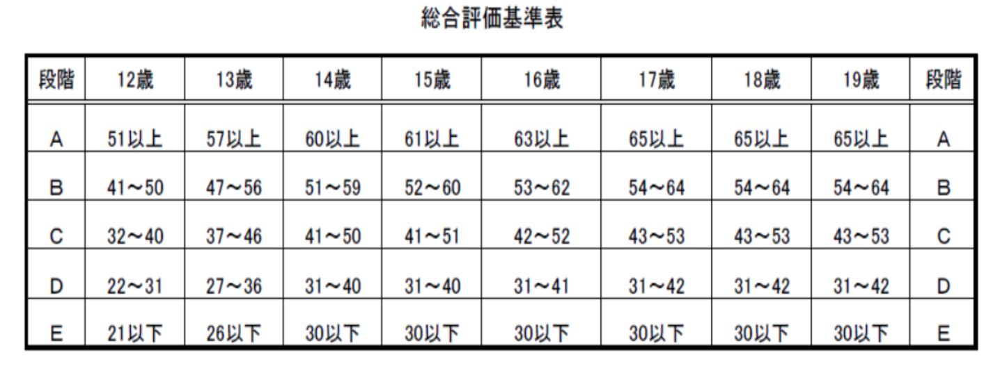 総合評価基準表
段階 12歳 13歳 14歳 15歳 16歳 17歳 18歳 19歳 段階
A 51以上 57以上 60以上 61以上 63以上 65以上 65以上 65以上 A
B 41～50 47～56 51～59 52～60 53～62 54～64 54～64 54～64 B
C 32～40 37～46 41～50 41～51 42～52 43～53 43～53 43～53 C
D 22～31 27～36 31～40 31～40 31～41 31～42 31～42 31～42 D
E 21以下 26以下 30以下 30以下 30以下 30以下 30以下 30以下 E